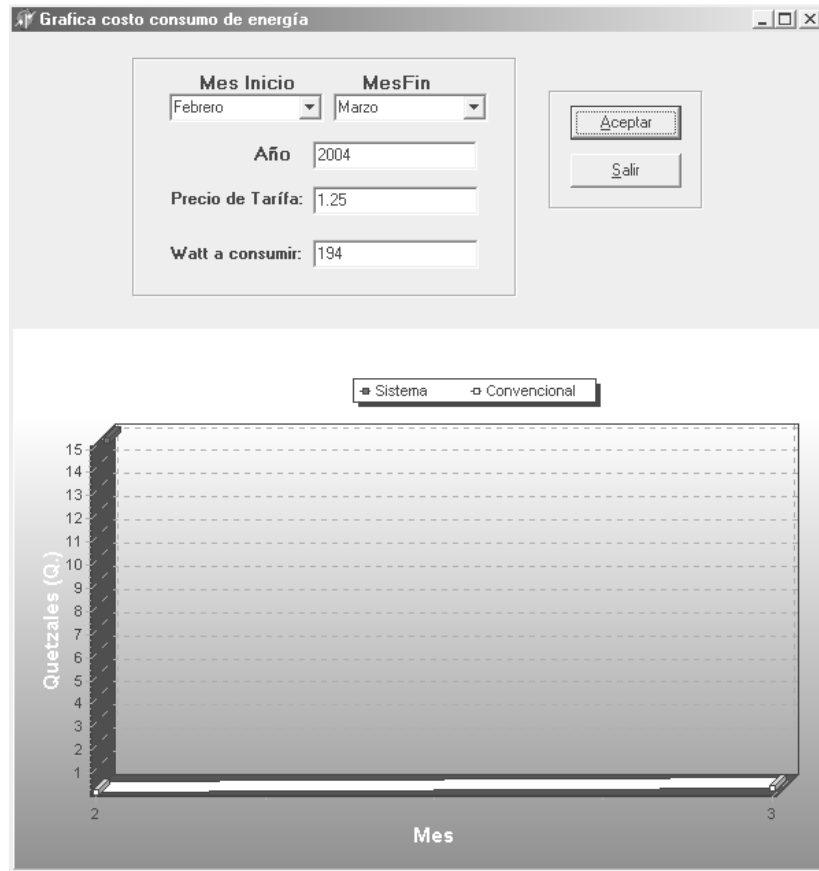 Grafica costo consumo de energía
Mes Inicio MesFin
Febrero Marzo
Aceptar
Año 2004
Salir
Precio de Tarífa: 1.25
Watt a consumir: 194
Sistema Convencional
15
14
13
12
11
10
9
8
7
6
5
4
3
2
1
Quetzales (Q.)
2 3
Mes